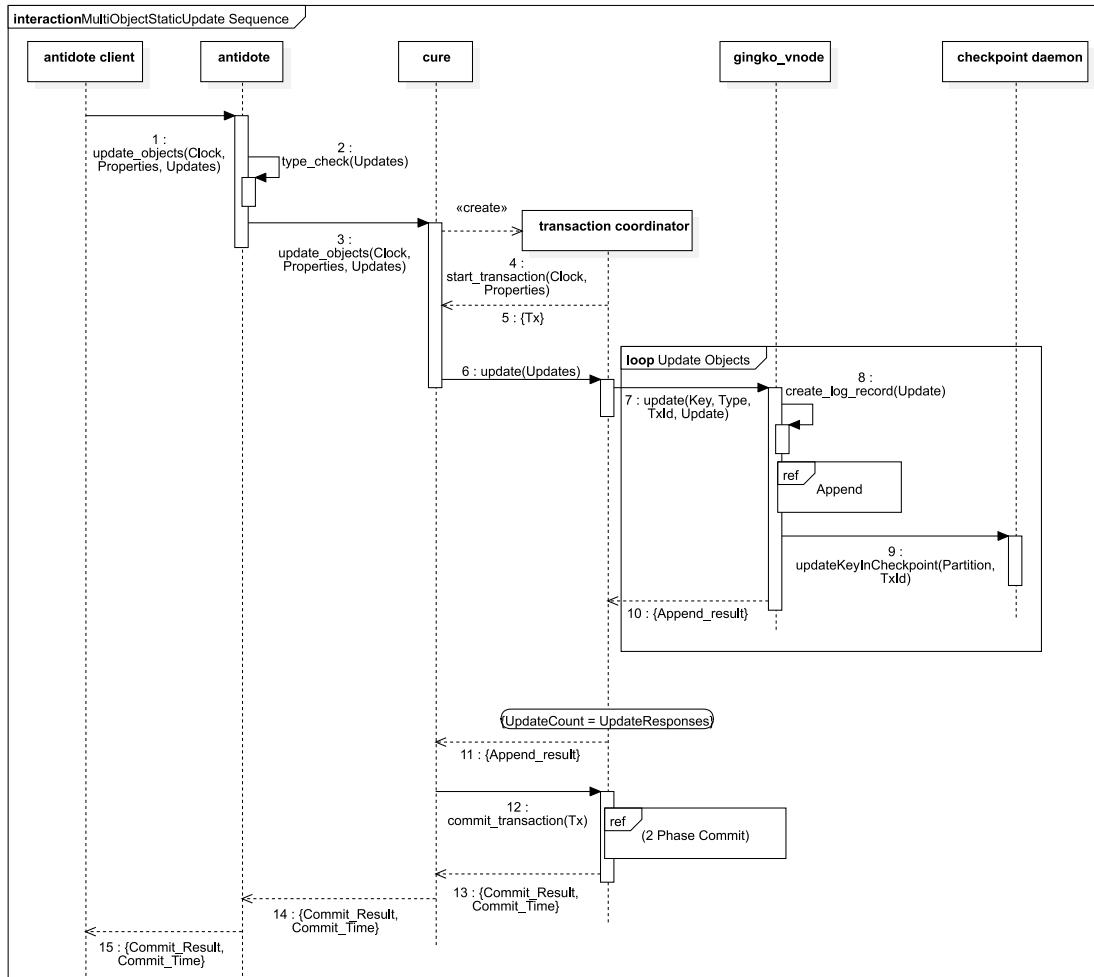 interactionMultiObjectStaticUpdate Sequence
antidote client
antidote
cure
gingko_vnode
checkpoint daemon
1 :
update_objects(Clock,
Properties, Updates)
2 :
type_check(Updates)
3 :
update_objects(Clock,
Properties, Updates)
«create»
transaction coordinator
4 :
start_transaction(Clock,
Properties)
5 : {Tx}
loop Update Objects
6 : update(Updates)
7 : update(Key, Type,
TxId, Update)
8 :
create_log_record(Update)
ref
Append
9 :
updateKeyInCheckpoint(Partition,
TxId)
10 : {Append_result}
{UpdateCount = UpdateResponses}
11 : {Append_result}
12 :
commit_transaction(Tx)
ref
(2 Phase Commit)
13 : {Commit_Result,
Commit_Time}
14 : {Commit_Result,
Commit_Time}
15 : {Commit_Result,
Commit_Time}